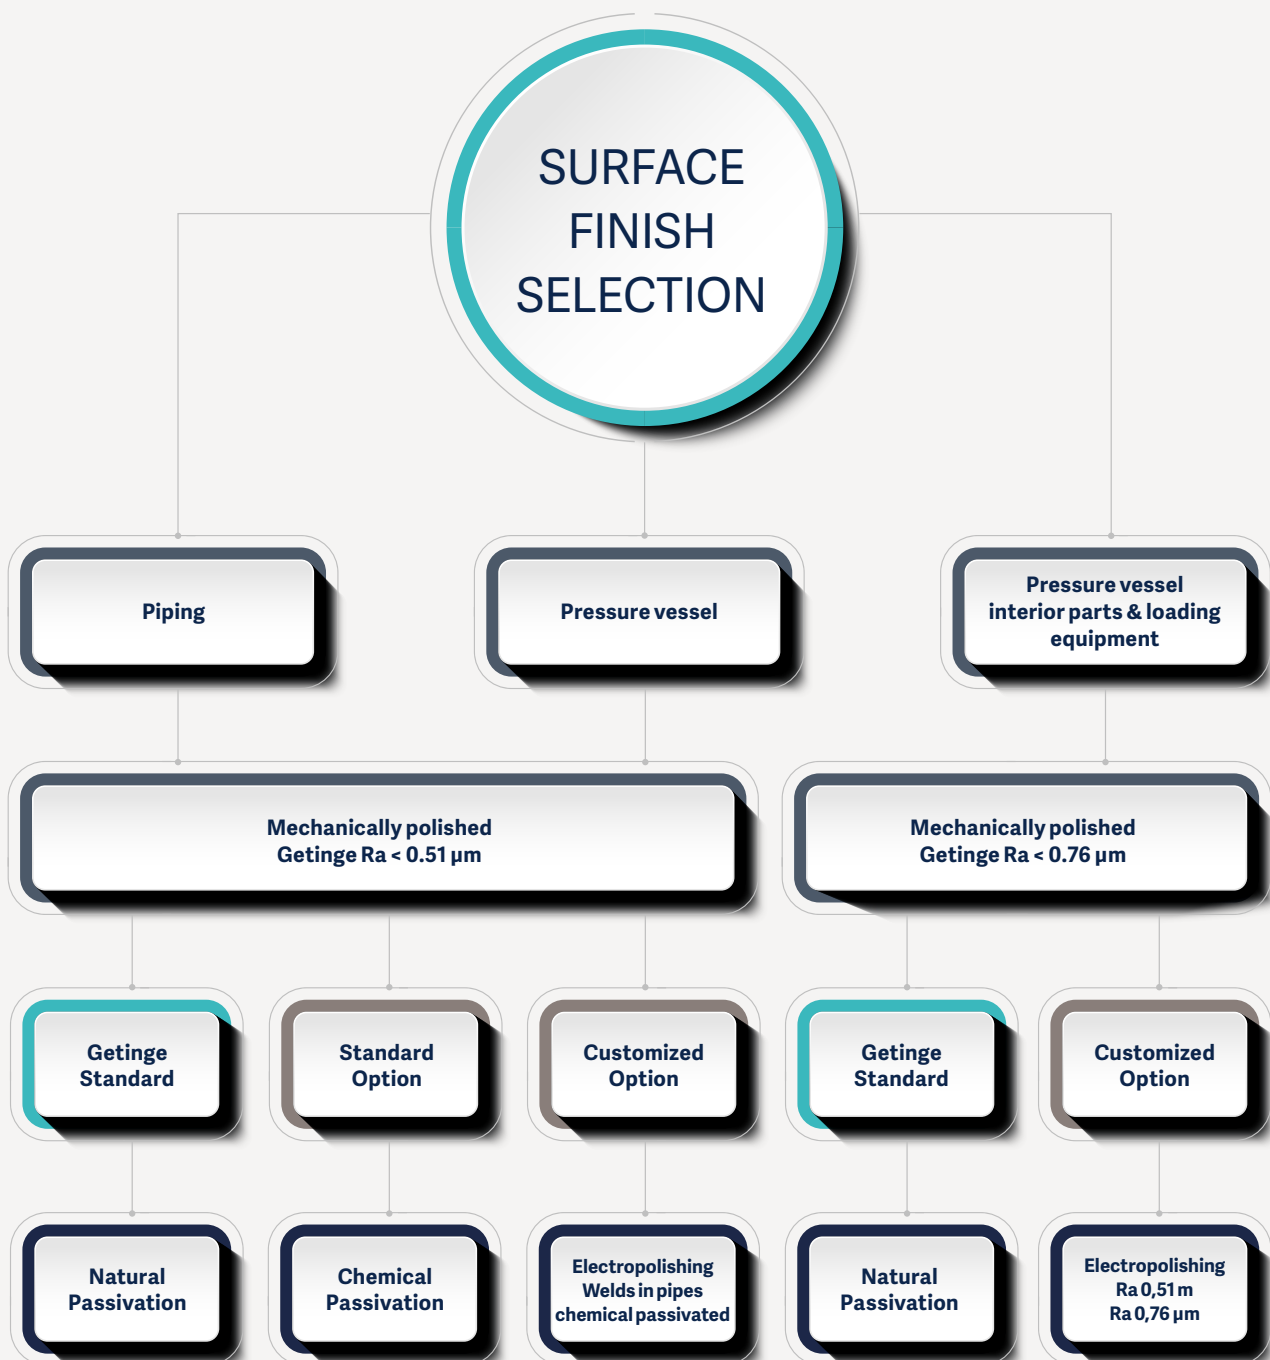 SURFACE
FINISH
SELECTION
Piping
Pressure vessel
Pressure vessel
interior parts & loading
equipment
Mechanically polished
Getinge Ra < 0.51 µm
Mechanically polished
Getinge Ra < 0.76 µm
Getinge
Standard
Standard
Option
Customized
Option
Getinge
Standard
Customized
Option
Natural
Passivation
Chemical
Passivation
Electropolishing
Welds in pipes
chemical passivated
Natural
Passivation
Electropolishing
Ra 0,51 m
Ra 0,76 µm